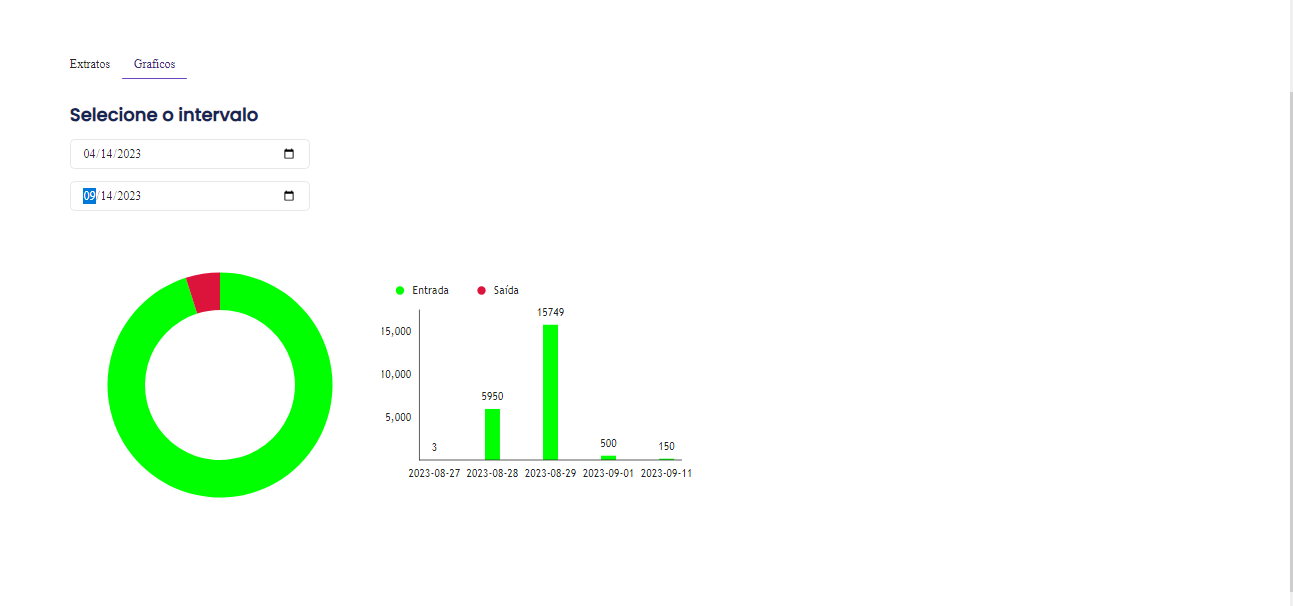 Extratos Graficos
Selecione o intervalo
04/14/2023
09/14/2023
Entrada Saída
15749
15,000
10,000
5950
5,000
3
500
150
2023-08-27 2023-08-28 2023-08-29 2023-09-01 2023-09-11